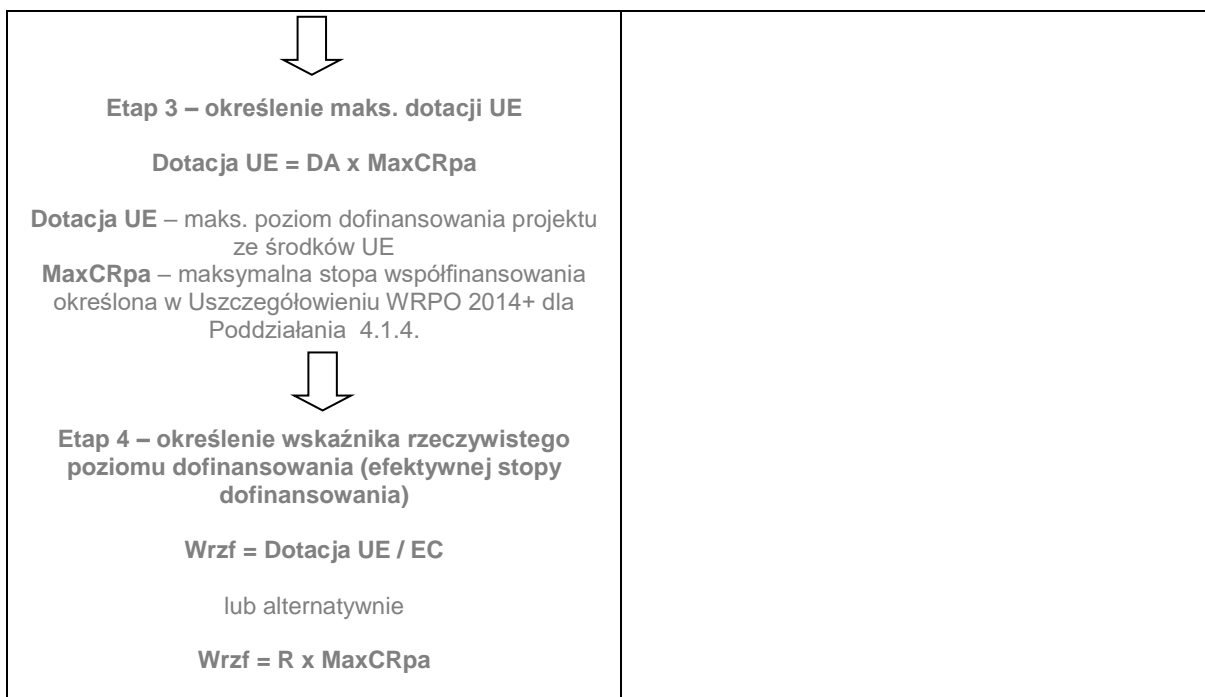 Etap 3 – określenie maks. dotacji UE
Dotacja UE = DA x MaxCRpa
Dotacja UE – maks. poziom dofinansowania projektu
ze środków UE
MaxCRpa – maksymalna stopa współfinansowania
określona w Uszczegółowieniu WRPO 2014+ dla
Poddziałania 4.1.4.
Etap 4 – określenie wskaźnika rzeczywistego
poziomu dofinansowania (efektywnej stopy
dofinansowania)
Wrzf = Dotacja UE / EC
lub alternatywnie
Wrzf = R x MaxCRpa